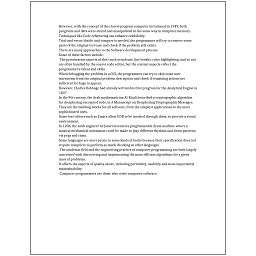 However, with the concept of the stored-program computer introduced in 1949, both
programs and data were stored and manipulated in the same way in computer memory.
Techniques like Code refactoring can enhance readability.
Trial-and-error/divide-and-conquer is needed: the programmer will try to remove some
parts of the original test case and check if the problem still exists.
There are many approaches to the Software development process.
Some of these factors include:
The presentation aspects of this (such as indents, line breaks, color highlighting, and so on)
are often handled by the source code editor, but the content aspects reflect the
programmer's talent and skills.
When debugging the problem in a GUI, the programmer can try to skip some user
interaction from the original problem description and check if remaining actions are
sufficient for bugs to appear.
However, Charles Babbage had already written his first program for the Analytical Engine in
1837.
In the 9th century, the Arab mathematician Al-Kindi described a cryptographic algorithm
for deciphering encrypted code, in A Manuscript on Deciphering Cryptographic Messages.
They are the building blocks for all software, from the simplest applications to the most
sophisticated ones.
Some text editors such as Emacs allow GDB to be invoked through them, to provide a visual
environment.
In 1206, the Arab engineer Al-Jazari invented a programmable drum machine where a
musical mechanical automaton could be made to play different rhythms and drum patterns,
via pegs and cams.
Some languages are more prone to some kinds of faults because their specification does not
require compilers to perform as much checking as other languages.
The academic field and the engineering practice of computer programming are both largely
concerned with discovering and implementing the most efficient algorithms for a given
class of problems.
It affects the aspects of quality above, including portability, usability and most importantly
maintainability.
Computer programmers are those who write computer software.